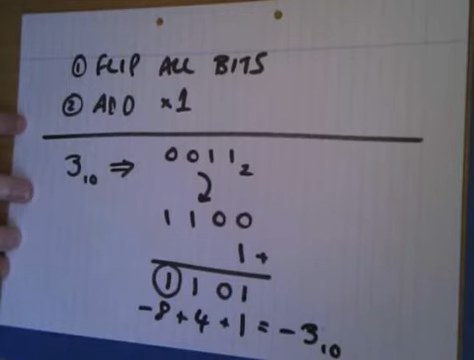 ① FLIP ALL BITS
② ADD *1
3₁₀ ⇒ 0011₂
1100
1+
①101
-8+4+1=-3₁₀